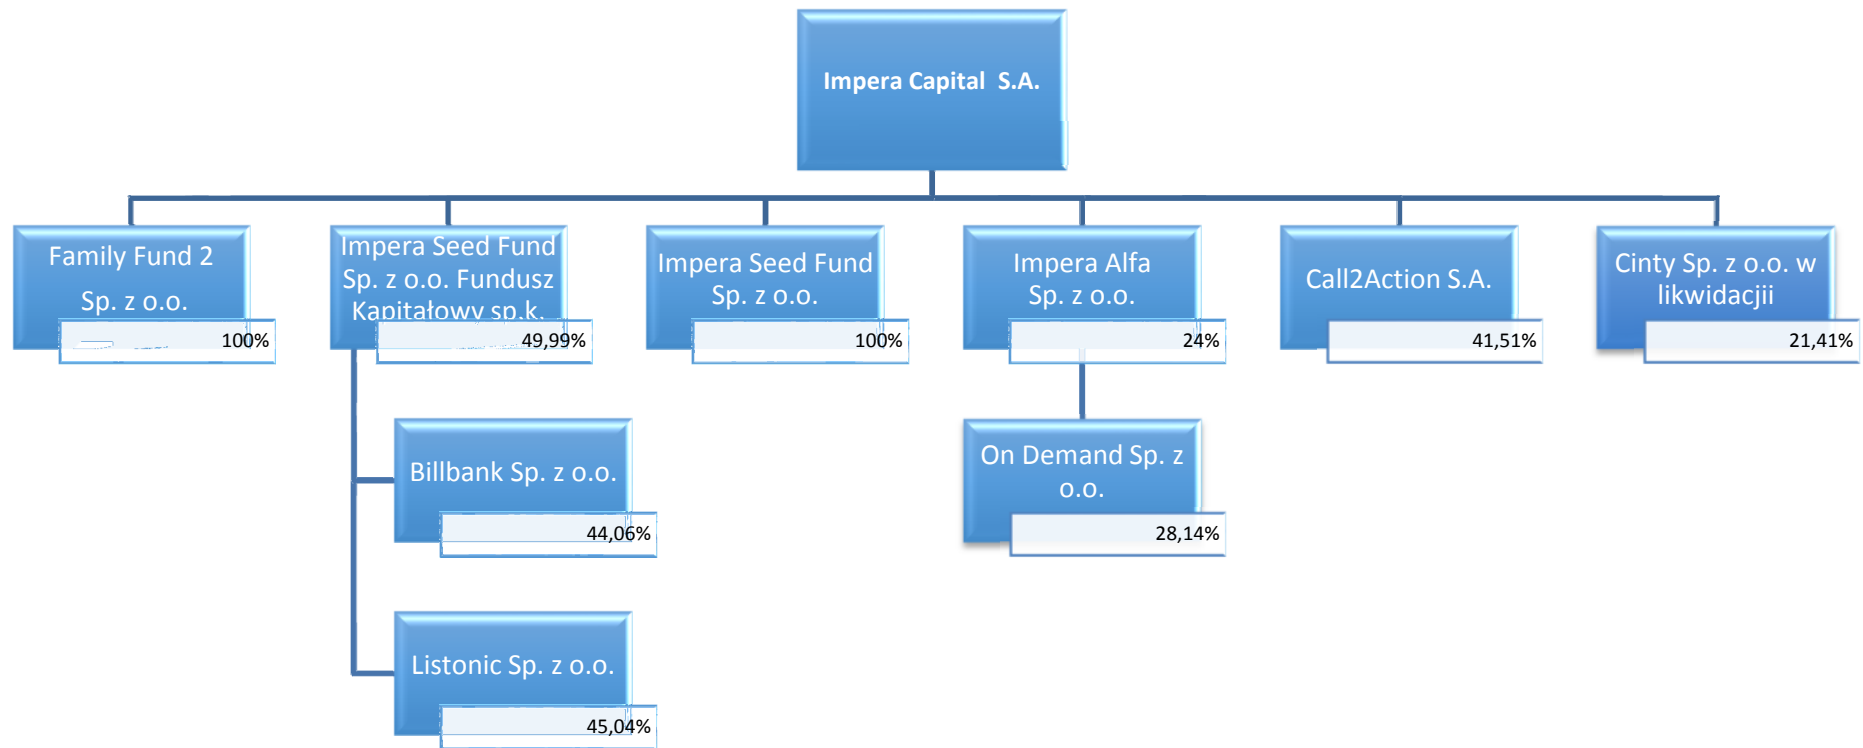 Impera Capital S.A.
Family Fund 2
Sp. z o.o.
100%
Impera Seed Fund
Sp. z o.o. Fundusz
Kapitałowy sp.k.
49,99%
Impera Seed Fund
Sp. z o.o.
100%
Impera Alfa
Sp. z o.o.
24%
Call2Action S.A.
41,51%
Cinty Sp. z o.o. w
likwidacjii
21,41%
Billbank Sp. z o.o.
44,06%
On Demand Sp. z
o.o.
28,14%
Listonic Sp. z o.o.
45,04%